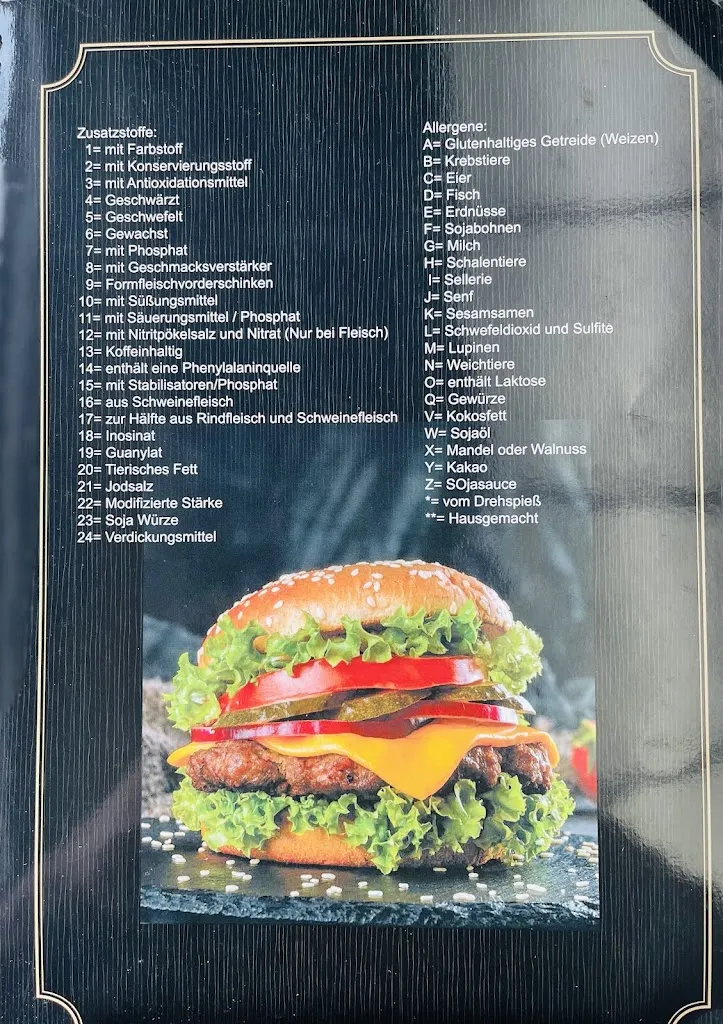 Zusatzstoffe:
1= mit Farbstoff
2= mit Konservierungsstoff
3= mit Antioxidationsmittel
4= Geschwärzt
5= Geschwefelt
6= Gewachst
7= mit Phosphat
8= mit Geschmacksverstärker
9= Formfleischvorderschinken
10= mit Süßungsmittel
11= mit Säuerungsmittel / Phosphat
12= mit Nitritpökelsalz und Nitrat (Nur bei Fleisch)
13= Koffeinhaltig
14= enthält eine Phenylalaninquelle
15= mit Stabilisatoren/Phosphat
16= aus Schweinefleisch
17= zur Hälfte aus Rindfleisch und Schweinefleisch
18= Inosinat
19= Guanylat
20= Tierisches Fett
21= Jodsalz
22= Modifizierte Stärke
23= Soja Würze
24= Verdickungsmittel
Allergene:
A= Glutenhaltiges Getreide (Weizen)
B= Krebstiere
C= Eier
D= Fisch
E= Erdnüsse
F= Sojabohnen
G= Milch
H= Schalentiere
I= Sellerie
J= Senf
K= Sesamsamen
L= Schwefeldioxid und Sulfite
M= Lupinen
N= Weichtiere
O= enthält Laktose
Q= Gewürze
V= Kokosfett
W= Sojaöl
X= Mandel oder Walnuss
Y= Kakao
Z= SOjasauce
*= vom Drehspieß
**= Hausgemacht